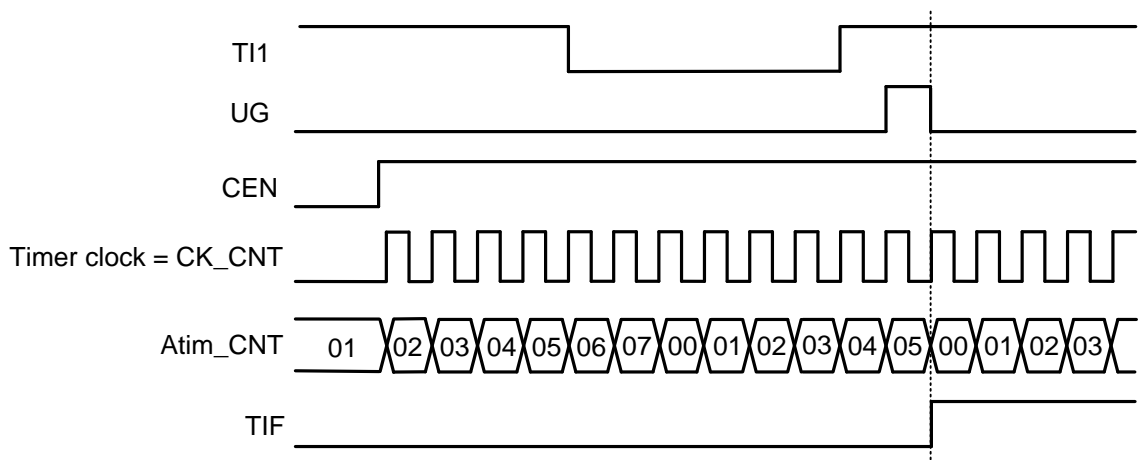 TI1
UG
CEN
Timer clock = CK_CNT
Atim_CNT 01 02 03 04 05 06 07 00 01 02 03 04 05 00 01 02 03
TIF